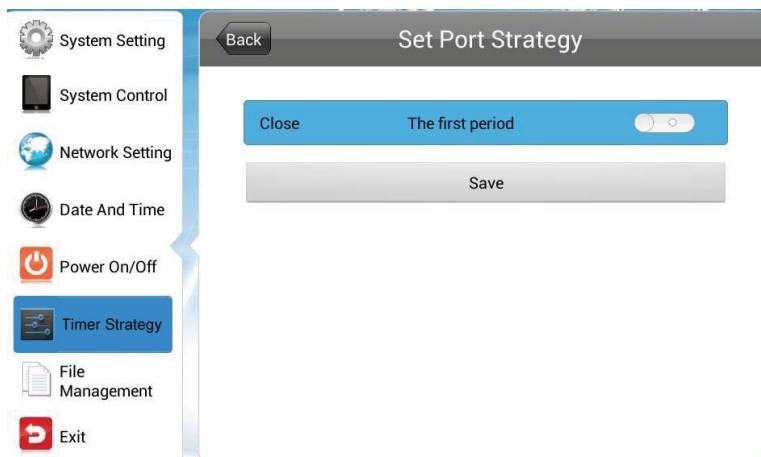 System Setting
System Control
Network Setting
Date And Time
Power On/Off
Timer Strategy
File
Management
Exit
Back
Set Port Strategy
Close The first period
Save